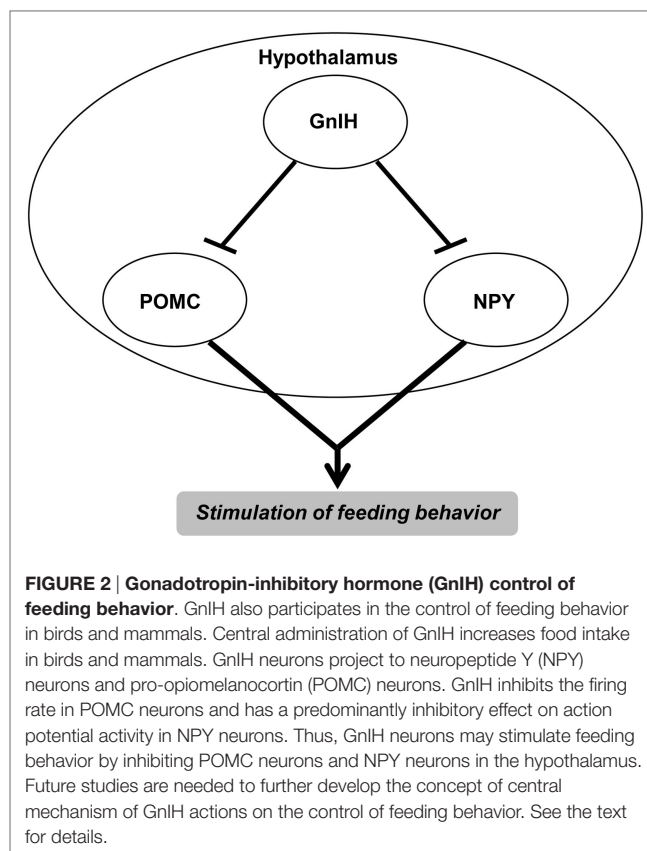 Hypothalamus
GnIH
POMC
NPY
Stimulation of feeding behavior
FIGURE 2 | Gonadotropin-inhibitory hormone (GnIH) control of
feeding behavior. GnIH also participates in the control of feeding behavior
in birds and mammals. Central administration of GnIH increases food intake
in birds and mammals. GnIH neurons project to neuropeptide Y (NPY)
neurons and pro-opiomelanocortin (POMC) neurons. GnIH inhibits the firing
rate in POMC neurons and has a predominantly inhibitory effect on action
potential activity in NPY neurons. Thus, GnIH neurons may stimulate feeding
behavior by inhibiting POMC neurons and NPY neurons in the hypothalamus.
Future studies are needed to further develop the concept of central
mechanism of GnIH actions on the control of feeding behavior. See the text
for details.